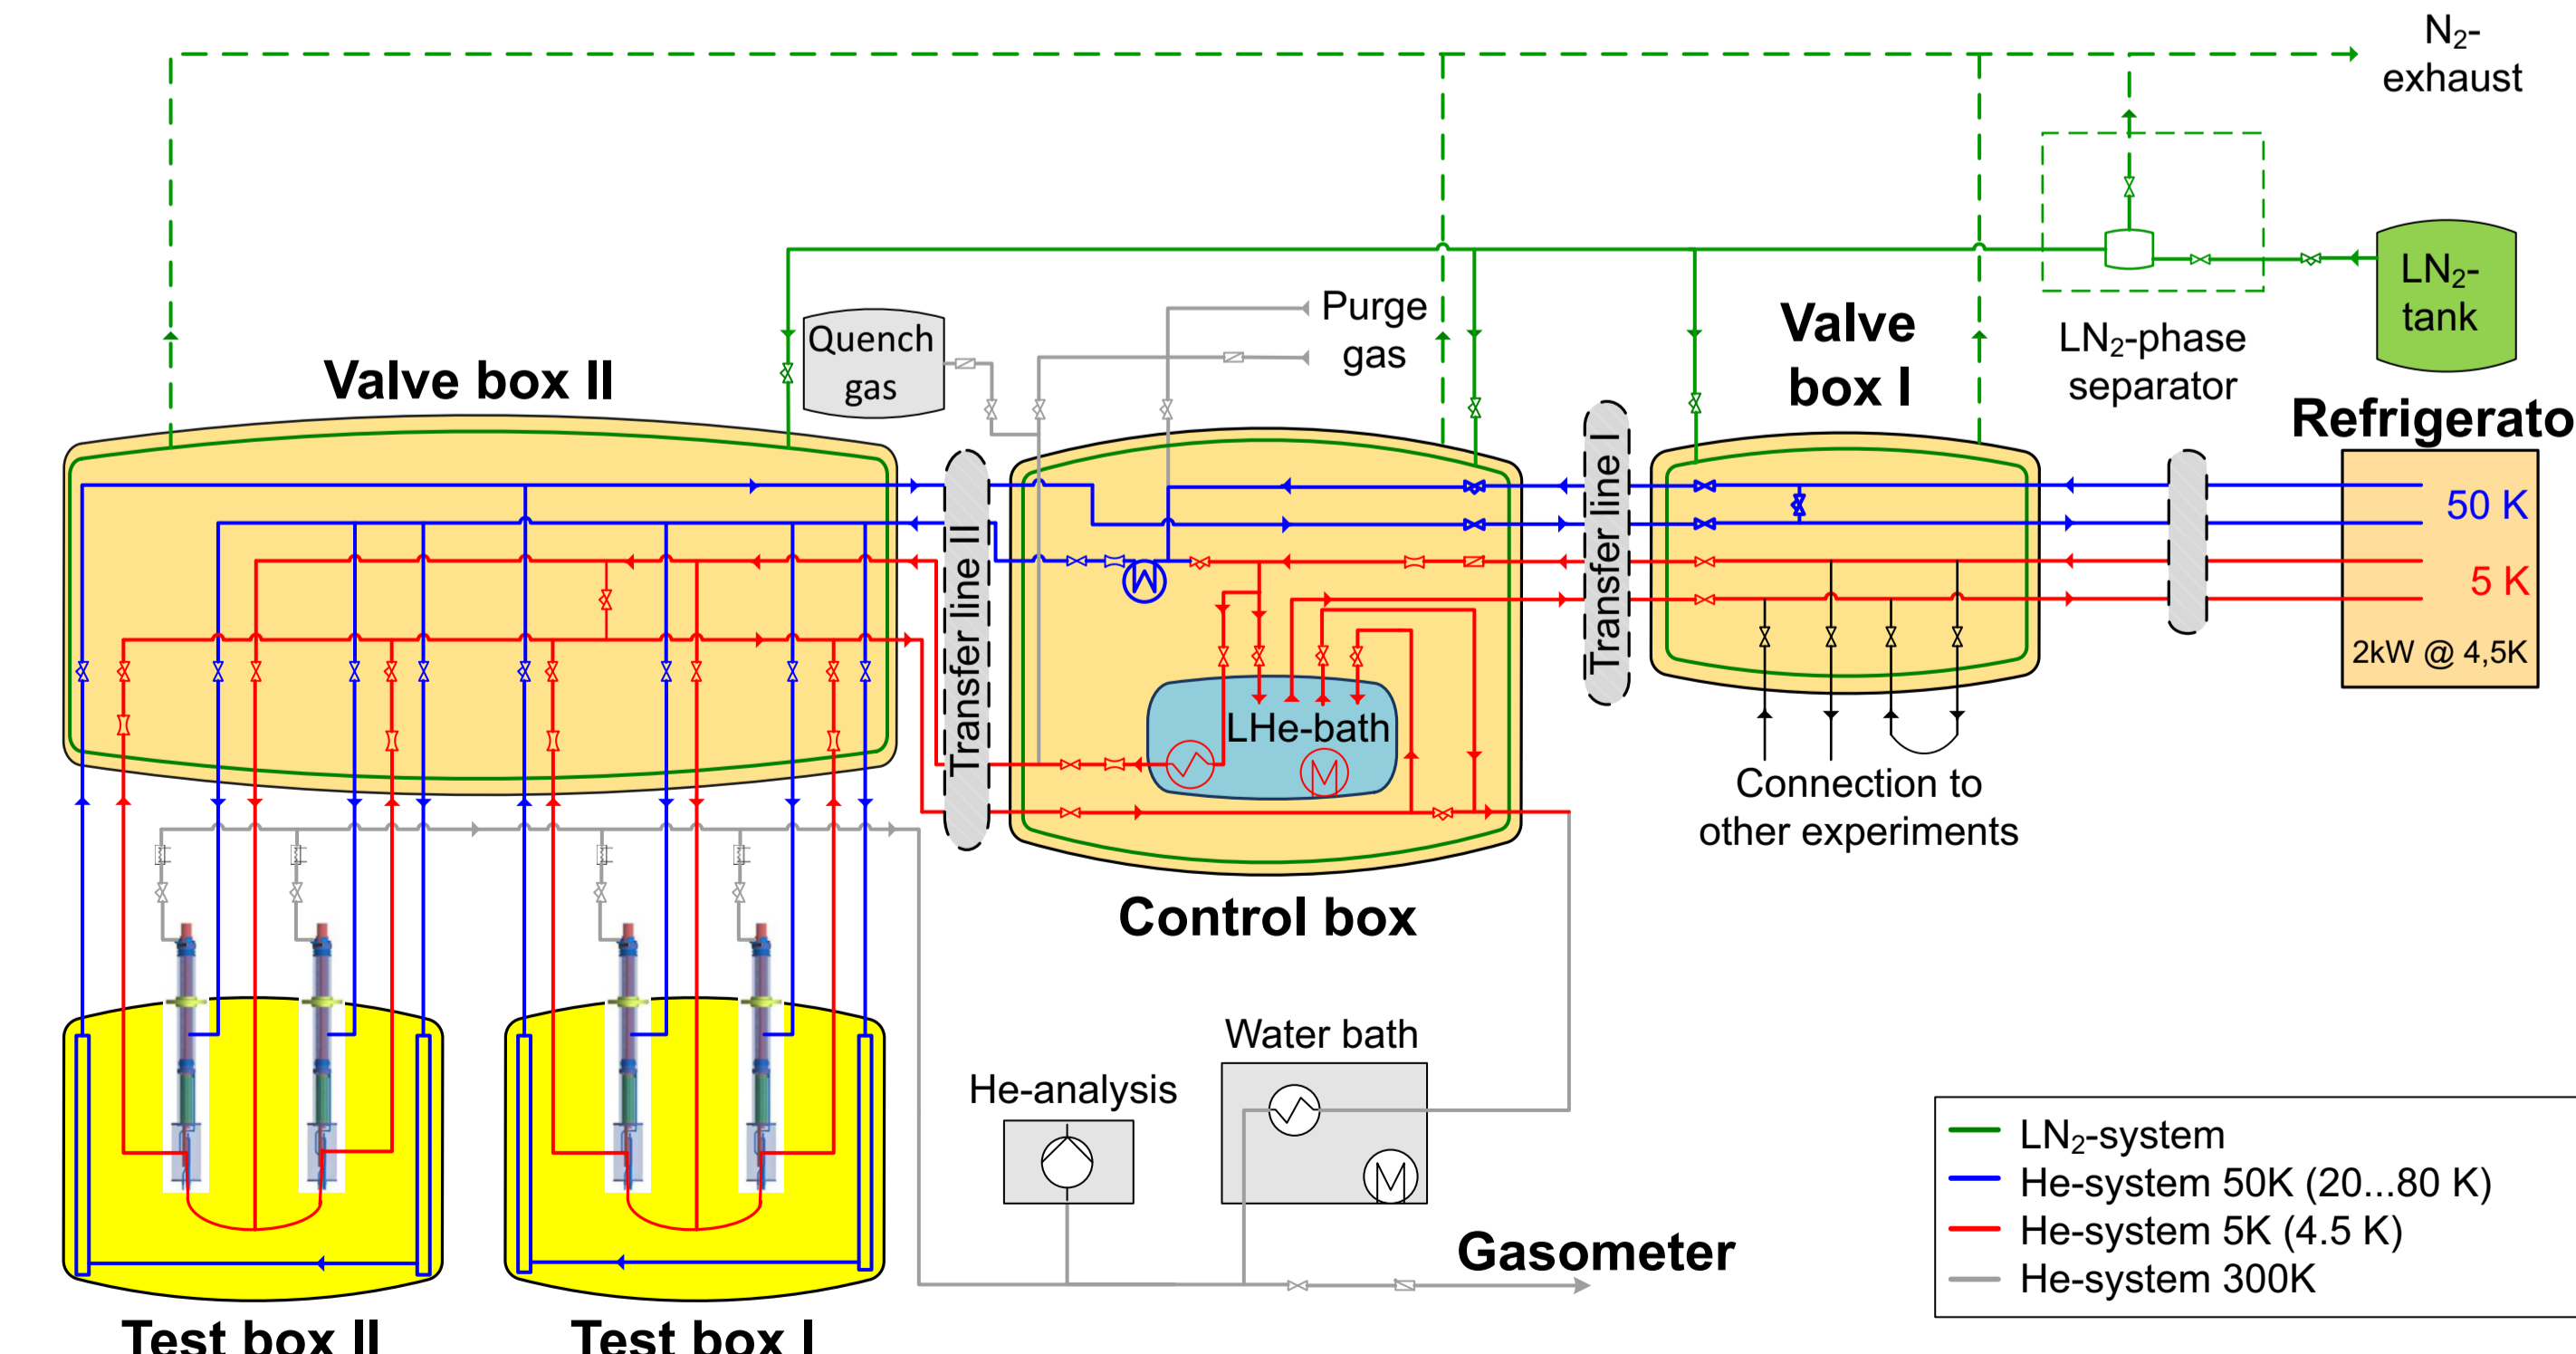 N₂-
exhaust
LN₂-
tank
Purge
gas
Quench
gas
Valve
box I
LN₂-phase
separator
Valve box II
Refrigerato
Transfer line I
Transfer line II
50 K
5 K
2kW @ 4,5K
LHe-bath
M
Connection to
other experiments
Control box
Water bath
He-analysis
M
LN₂-system
He-system 50K (20...80 K)
He-system 5K (4.5 K)
He-system 300K
Gasometer
Test box II
Test box I